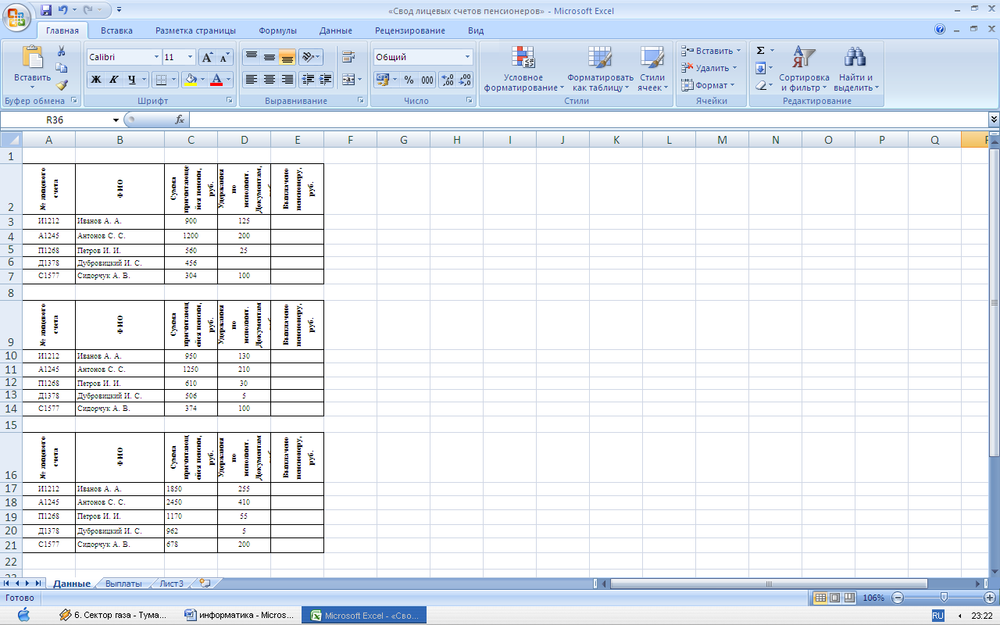 «Свод лицевых счетов пенсионеров» - Microsoft Excel
Главная Вставка Разметка страницы Формулы Данные Рецензирование Вид
Вставить
Буфер обмена
Calibri 11
Ж К Ч
Шрифт
Выравнивание
Общий
% 000
Число
Условное форматирование
Форматировать как таблицу
Стили ячеек
Стили
Вставить
Удалить
Формат
Ячейки
Сортировка и фильтр
Найти и выделить
Редактирование
R36 fx
A B C D E F G H I J K L M N O P Q
1
2 № лицевого счета ФИО Сумма причитающе йся пенсии, руб. Удержания по исполнит. Документам, Выплачено пенсионеру, руб.
3 И1212 Иванов А. А. 900 125
4 А1245 Антонов С. С. 1200 200
5 П1268 Петров И. И. 560 25
6 Д1378 Дубровицкий И. С. 456
7 С1577 Сидорчук А. В. 304 100
8
9 № лицевого счета ФИО Сумма причитающ ейся пенсии, руб. Удержания по исполнит. Документам Выплачено пенсионеру, руб.
10 И1212 Иванов А. А. 950 130
11 А1245 Антонов С. С. 1250 210
12 П1268 Петров И. И. 610 30
13 Д1378 Дубровицкий И. С. 506 5
14 С1577 Сидорчук А. В. 374 100
15
16 № лицевого счета ФИО Сумма причитающ ейся пенсии, руб. Удержания по исполнит. Документам Выплачено пенсионеру, руб.
17 И1212 Иванов А. А. 1850 255
18 А1245 Антонов С. С. 2450 410
19 П1268 Петров И. И. 1170 55
20 Д1378 Дубровицкий И. С. 962 5
21 С1577 Сидорчук А. В. 678 200
22
Данные Выплаты Лист3
Готово 106%
6. Сектор газа - Тума... информатика - Micros... Microsoft Excel - «Сво... RU 23:22